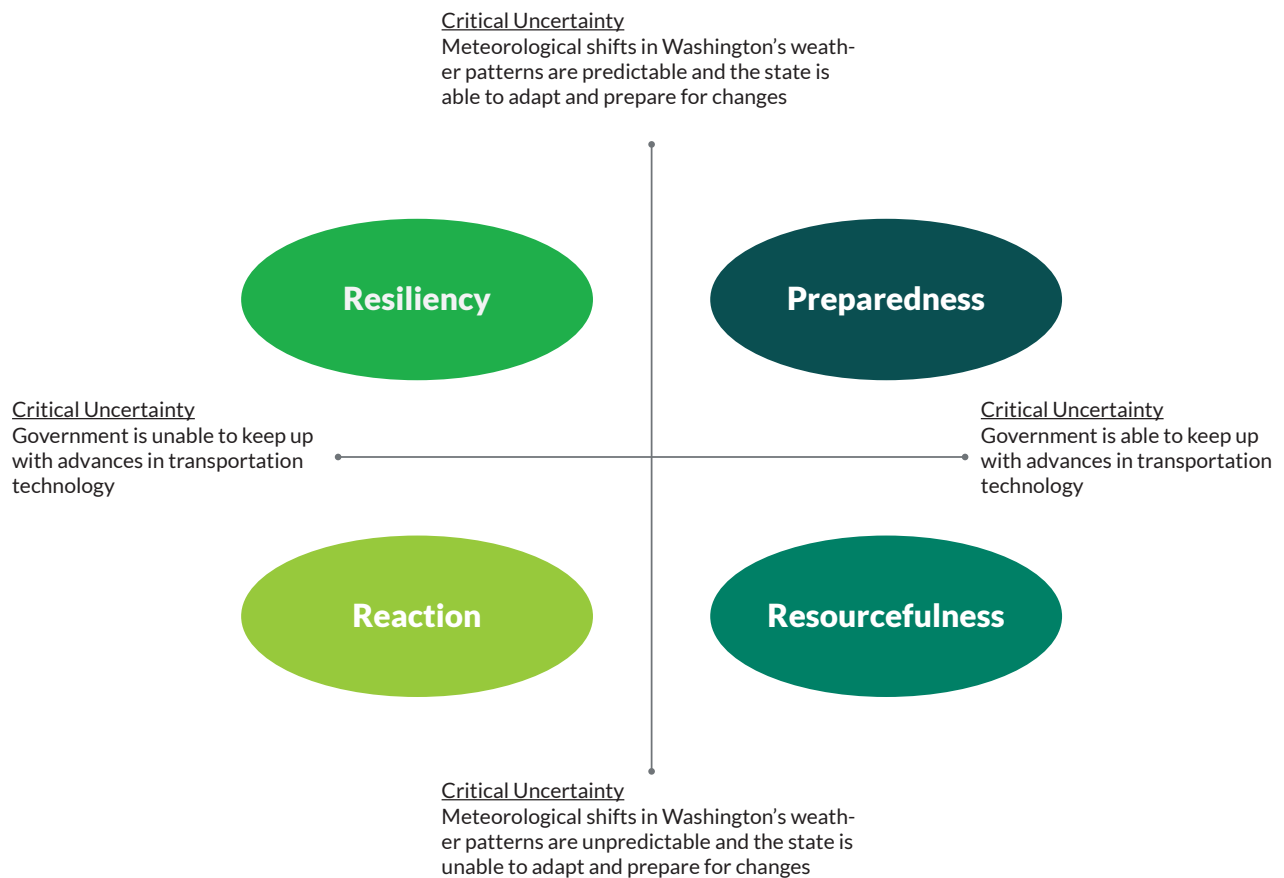 Critical Uncertainty
Meteorological shifts in Washington’s weath-
er patterns are predictable and the state is
able to adapt and prepare for changes
Resiliency
Preparedness
Critical Uncertainty
Government is unable to keep up
with advances in transportation
technology
Critical Uncertainty
Government is able to keep up
with advances in transportation
technology
Reaction
Resourcefulness
Critical Uncertainty
Meteorological shifts in Washington’s weath-
er patterns are unpredictable and the state is
unable to adapt and prepare for changes